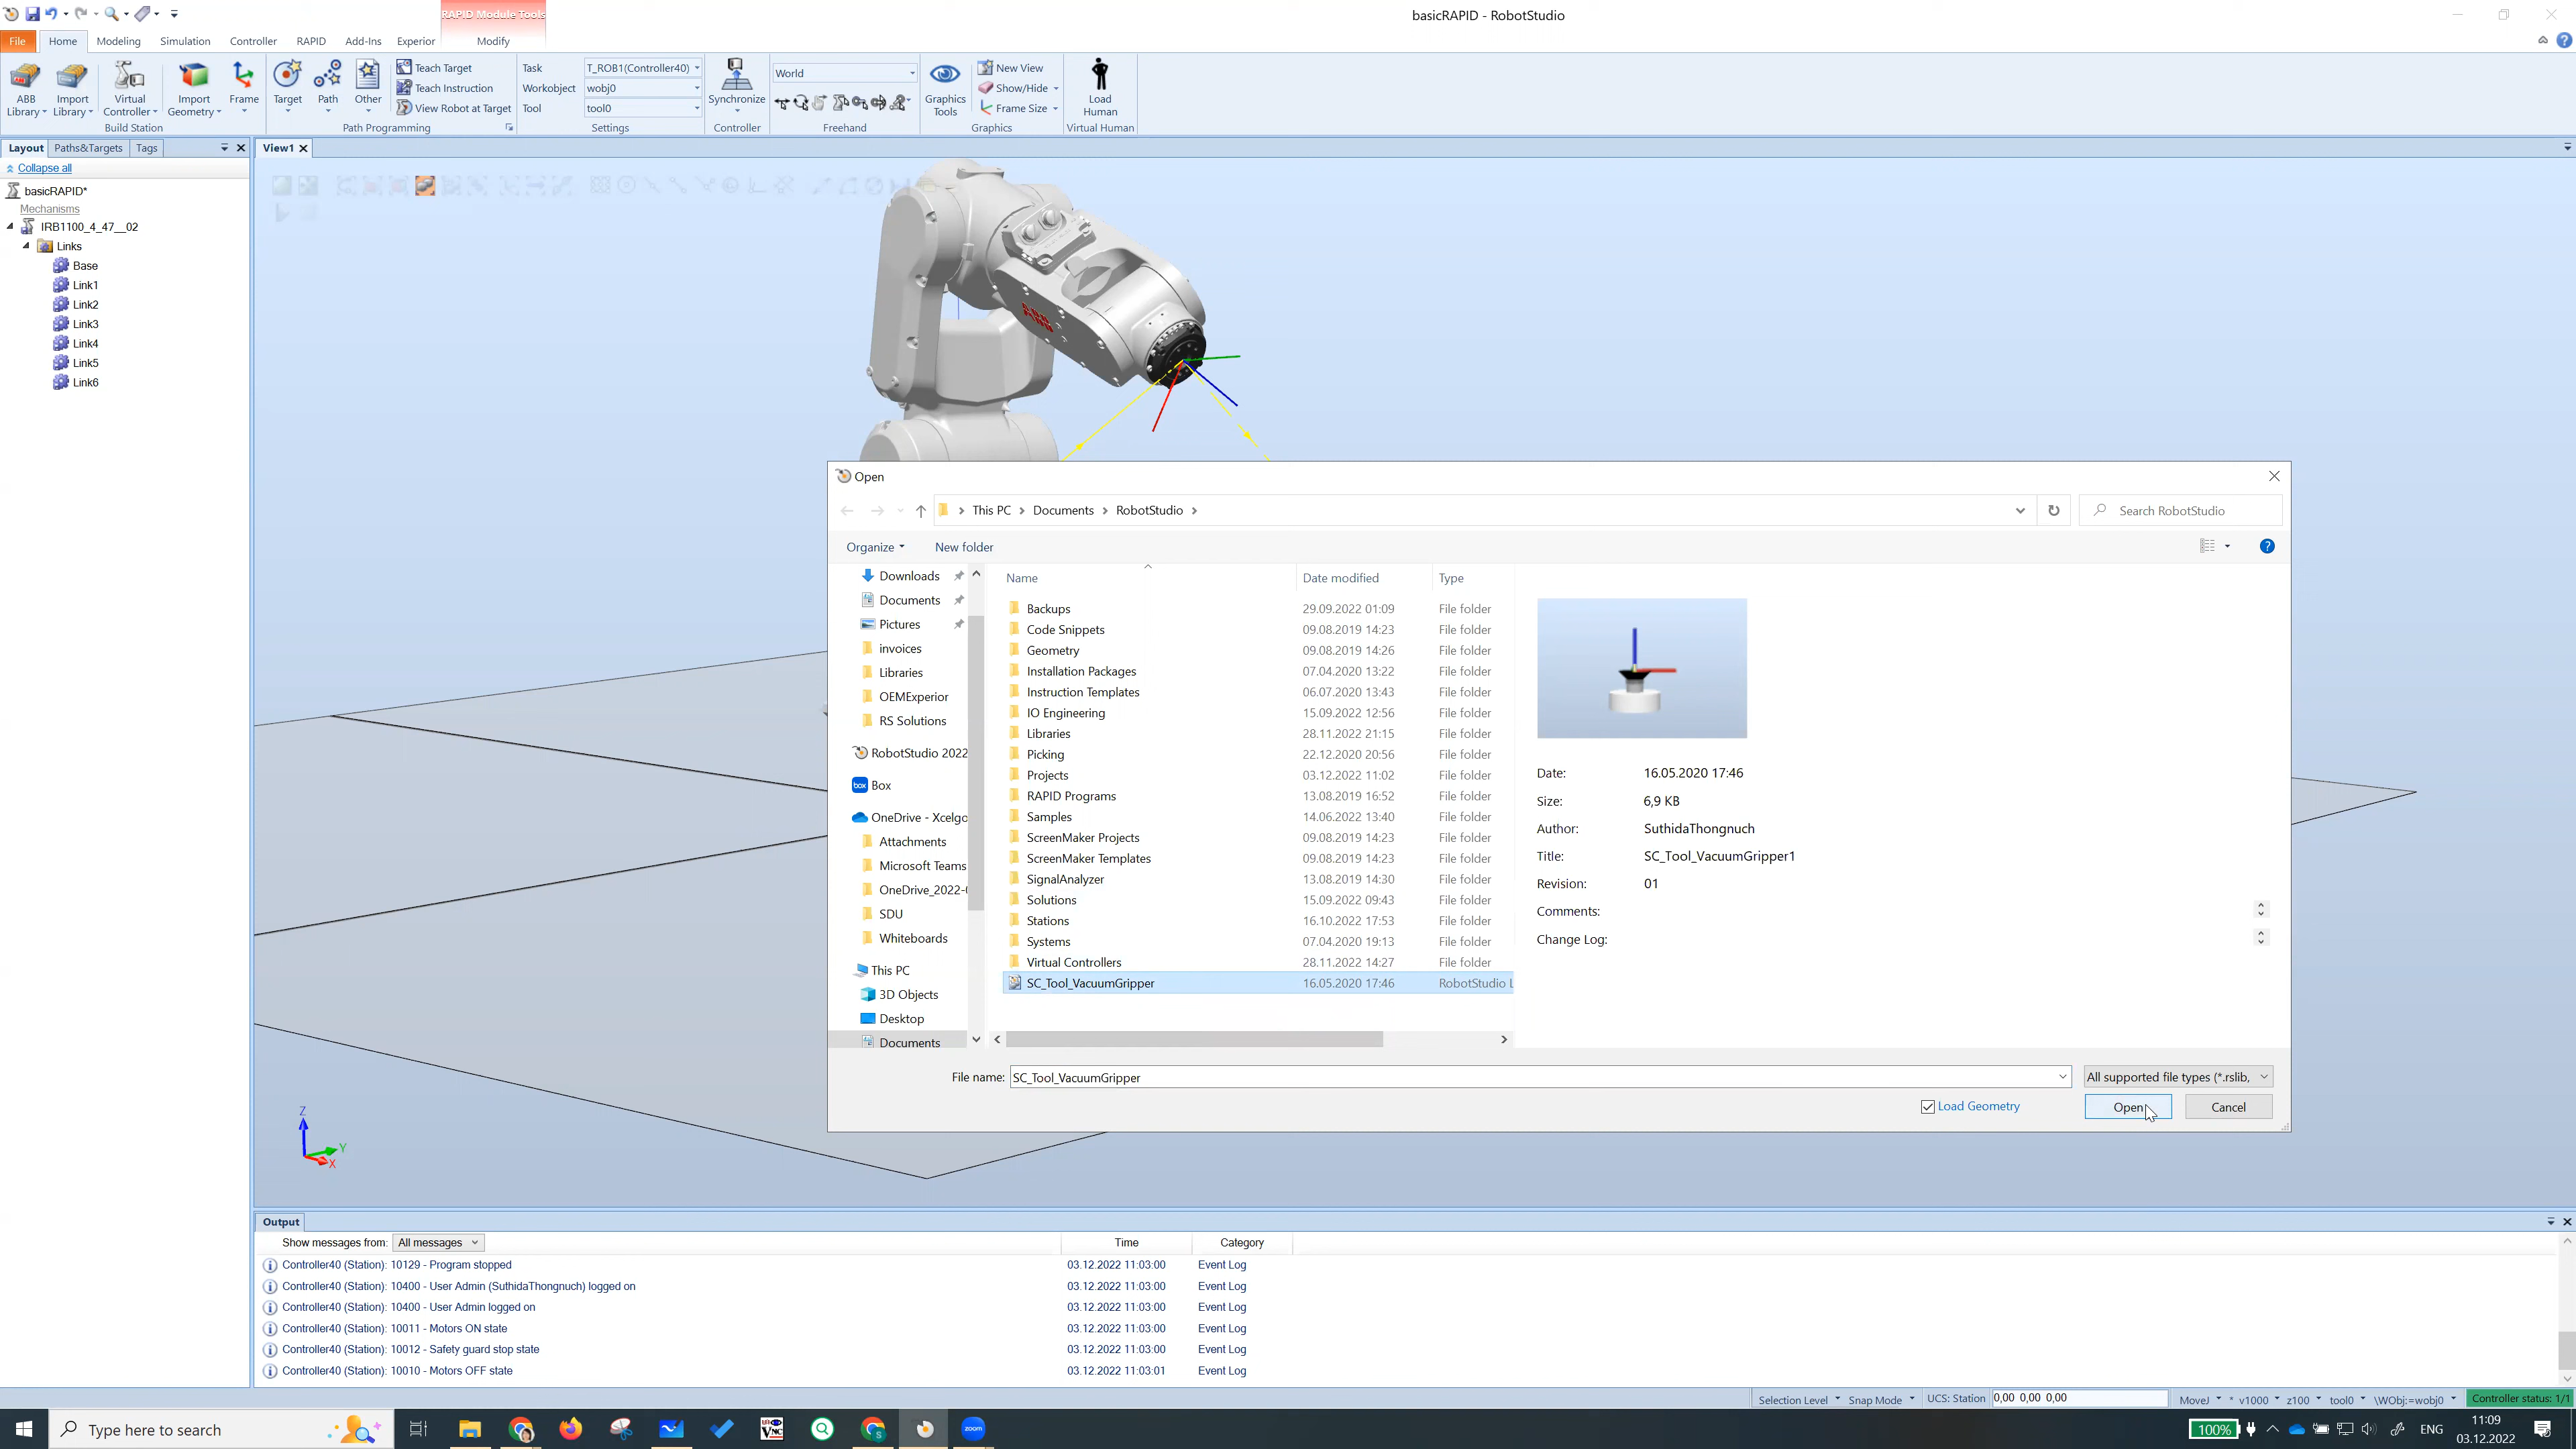 RAPID Module Tools
basicRAPID - RobotStudio
File Home Modeling Simulation Controller RAPID Add-Ins Experior Modify
ABB Library
Import Library
Virtual Controller
Import Geometry
Frame
Build Station
Target
Path
Other
Teach Target
Teach Instruction
View Robot at Target
Path Programming
Task T_ROB1(Controller40)
Workobject wobj0
Tool tool0
Settings
Synchronize
Controller
World
Freehand
Graphics Tools
New View
Show/Hide
Frame Size
Graphics
Load Human
Virtual Human
Layout Paths&Targets Tags
View1
Collapse all
basicRAPID*
Mechanisms
IRB1100_4_47__02
Links
Base
Link1
Link2
Link3
Link4
Link5
Link6
ABB
Open
This PC Documents RobotStudio
Search RobotStudio
Organize New folder
Downloads
Documents
Pictures
invoices
Libraries
OEMExperior
RS Solutions
RobotStudio 2022
Box
OneDrive - Xcelgo
Attachments
Microsoft Teams
OneDrive_2022-0
SDU
Whiteboards
This PC
3D Objects
Desktop
Documents
Name Date modified Type
Backups 29.09.2022 01:09 File folder
Code Snippets 09.08.2019 14:23 File folder
Geometry 09.08.2019 14:26 File folder
Installation Packages 07.04.2020 13:22 File folder
Instruction Templates 06.07.2020 13:43 File folder
IO Engineering 15.09.2022 12:56 File folder
Libraries 28.11.2022 21:15 File folder
Picking 22.12.2020 20:56 File folder
Projects 03.12.2022 11:02 File folder
RAPID Programs 13.08.2019 16:52 File folder
Samples 14.06.2022 13:40 File folder
ScreenMaker Projects 09.08.2019 14:23 File folder
ScreenMaker Templates 09.08.2019 14:23 File folder
SignalAnalyzer 13.08.2019 14:30 File folder
Solutions 15.09.2022 09:43 File folder
Stations 16.10.2022 17:53 File folder
Systems 07.04.2020 19:13 File folder
Virtual Controllers 28.11.2022 14:27 File folder
SC_Tool_VacuumGripper 16.05.2020 17:46 RobotStudio L
Date: 16.05.2020 17:46
Size: 6,9 KB
Author: SuthidaThongnuch
Title: SC_Tool_VacuumGripper1
Revision: 01
Comments:
Change Log:
File name: SC_Tool_VacuumGripper
All supported file types (*.rslib,
Load Geometry
Open Cancel
Z
Y
X
Output
Show messages from: All messages Time Category
Controller40 (Station): 10129 - Program stopped 03.12.2022 11:03:00 Event Log
Controller40 (Station): 10400 - User Admin (SuthidaThongnuch) logged on 03.12.2022 11:03:00 Event Log
Controller40 (Station): 10400 - User Admin logged on 03.12.2022 11:03:00 Event Log
Controller40 (Station): 10011 - Motors ON state 03.12.2022 11:03:00 Event Log
Controller40 (Station): 10012 - Safety guard stop state 03.12.2022 11:03:00 Event Log
Controller40 (Station): 10010 - Motors OFF state 03.12.2022 11:03:01 Event Log
Selection Level Snap Mode UCS: Station 0,00 0,00 0,00 MoveJ * v1000 z100 tool0 \WObj:=wobj0 Controller status: 1/1
Type here to search
VNC
zoom
100%
ENG
11:09
03.12.2022